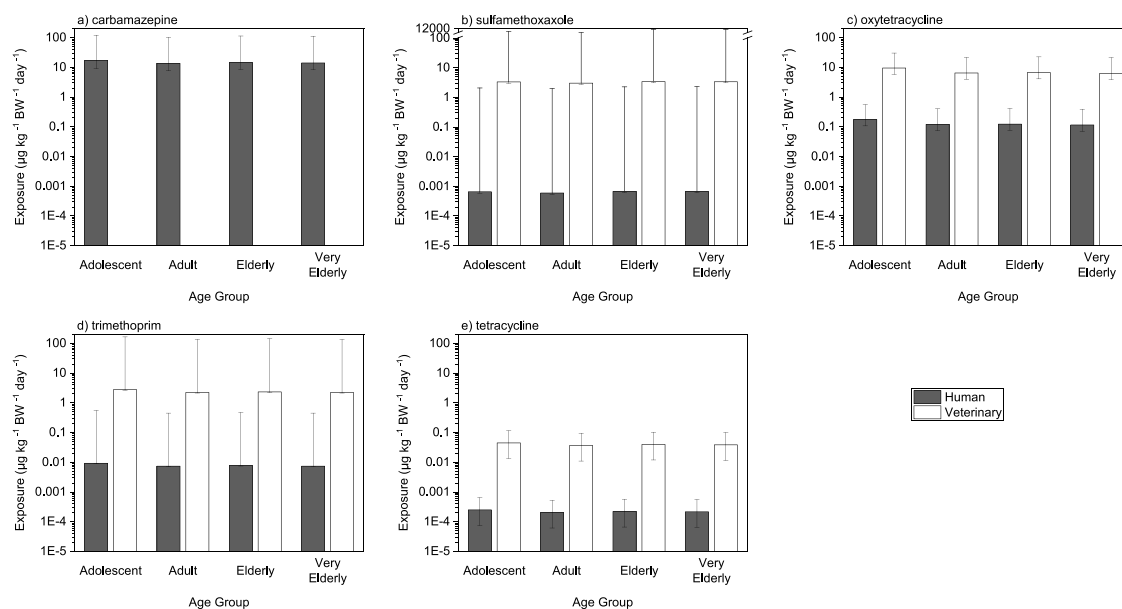 a) carbamazepine
Exposure (µg kg⁻¹ BW⁻¹ day⁻¹)
100
10
1
0.1
0.01
0.001
1E-4
1E-5
Adolescent
Adult
Elderly
Very
Elderly
Age Group
b) sulfamethoxaxole
Exposure (µg kg⁻¹ BW⁻¹ day⁻¹)
12000
100
10
1
0.1
0.01
0.001
1E-4
1E-5
Adolescent
Adult
Elderly
Very
Elderly
Age Group
c) oxytetracycline
Exposure (µg kg⁻¹ BW⁻¹ day⁻¹)
100
10
1
0.1
0.01
0.001
1E-4
1E-5
Adolescent
Adult
Elderly
Very
Elderly
Age Group
d) trimethoprim
Exposure (µg kg⁻¹ BW⁻¹ day⁻¹)
100
10
1
0.1
0.01
0.001
1E-4
1E-5
Adolescent
Adult
Elderly
Very
Elderly
Age Group
e) tetracycline
Exposure (µg kg⁻¹ BW⁻¹ day⁻¹)
100
10
1
0.1
0.01
0.001
1E-4
1E-5
Adolescent
Adult
Elderly
Very
Elderly
Age Group
Human
Veterinary